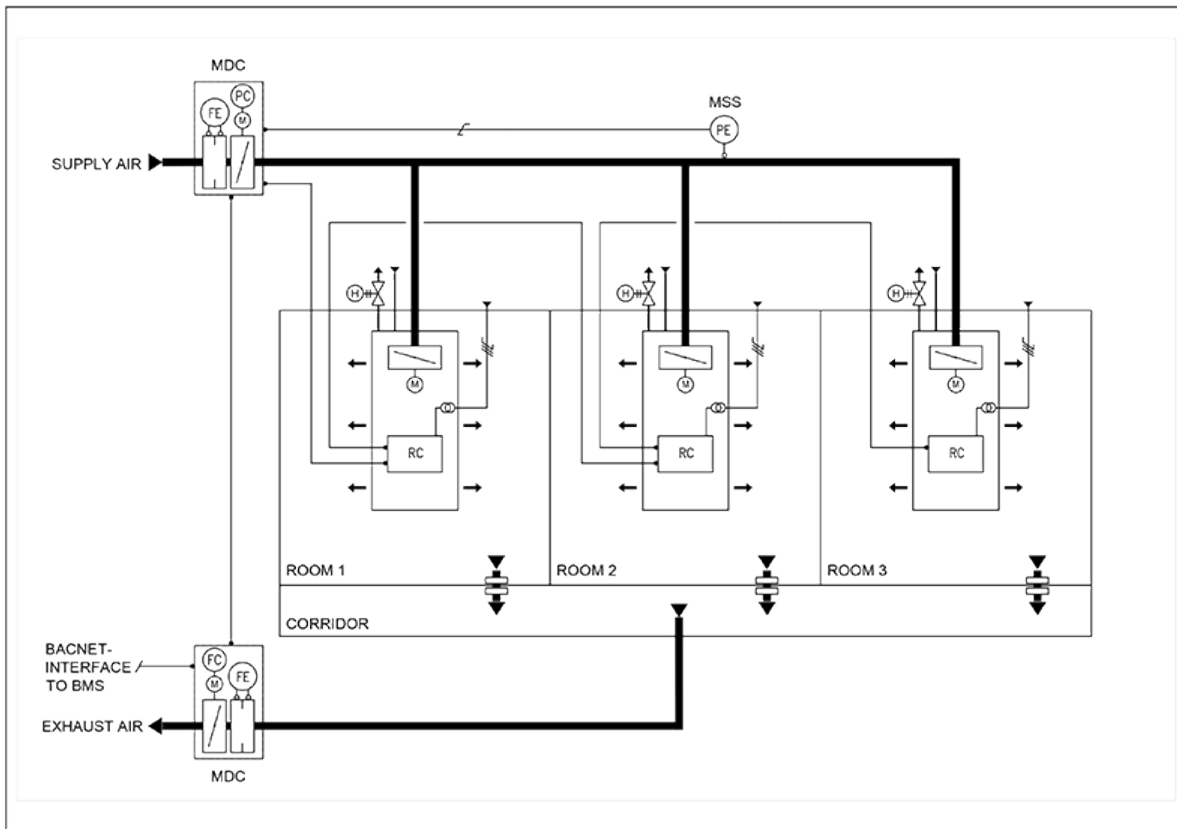 MDC
PC
FE
M
MSS
PE
SUPPLY AIR
H
H
H
M
M
M
RC
RC
RC
ROOM 1
ROOM 2
ROOM 3
CORRIDOR
BACNET-
INTERFACE
TO BMS
FC
FE
M
EXHAUST AIR
MDC